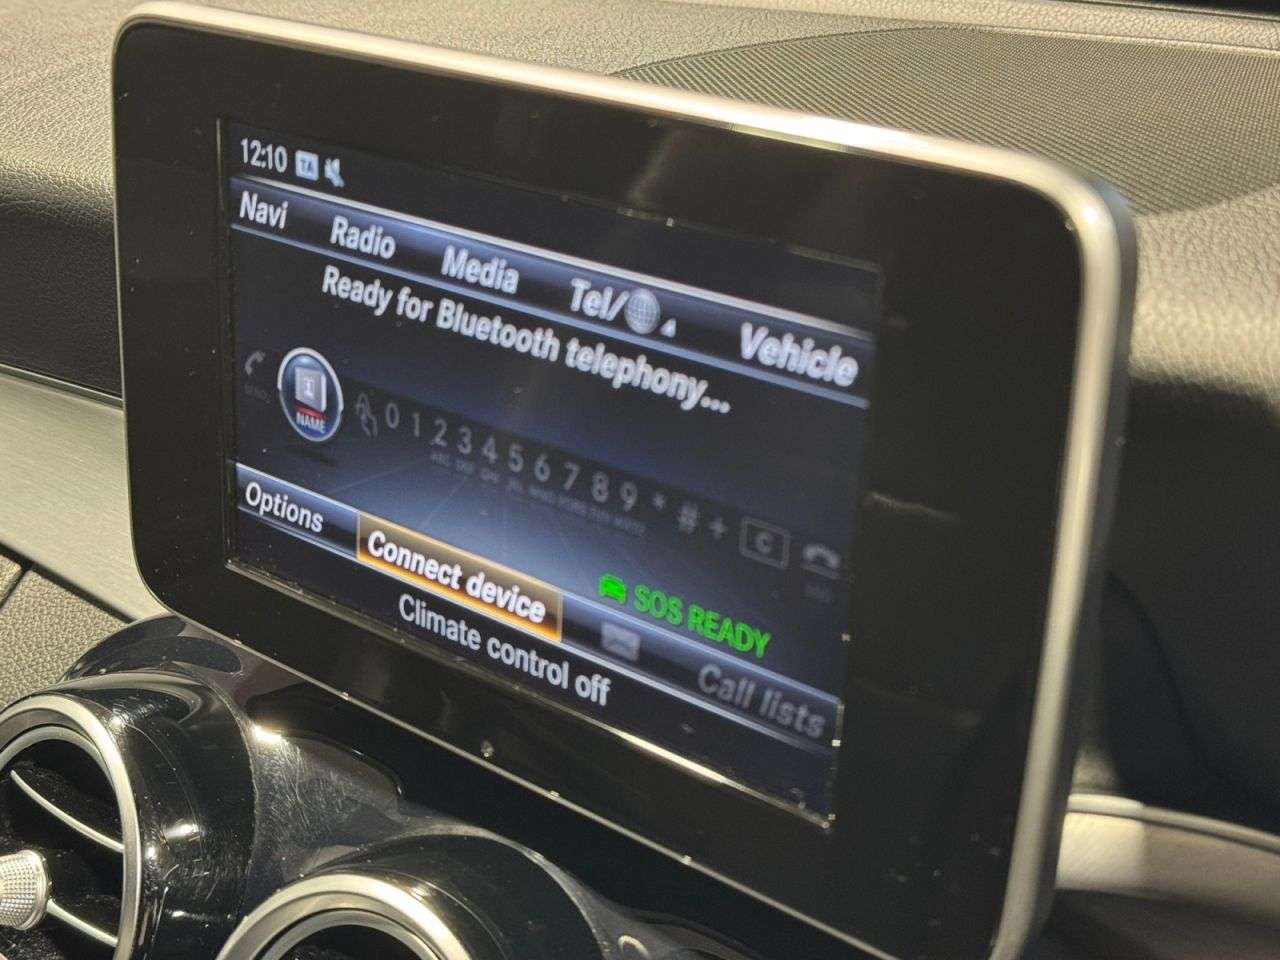 12:10 TA
Navi Radio Media Tel/ Vehicle
Ready for Bluetooth telephony...
NAME 0 1 2 3 4 5 6 7 8 9 * # + C
SOS READY
Options Connect device Call lists
Climate control off